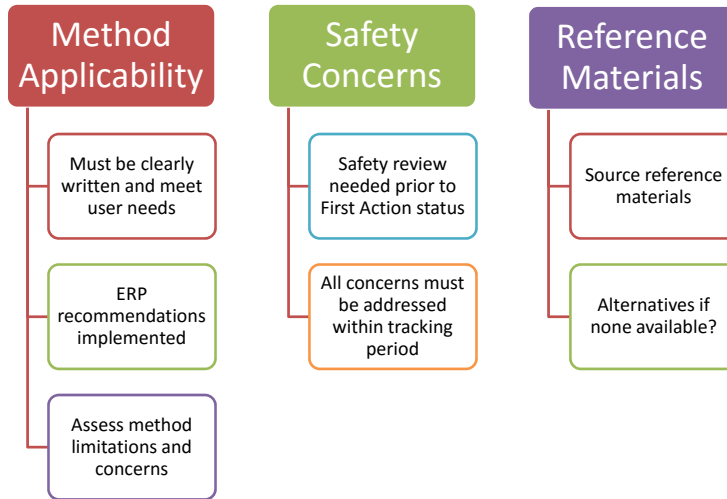 Method
Applicability
Must be clearly
written and meet
user needs
ERP
recommendations
implemented
Assess method
limitations and
concerns
Safety
Concerns
Safety review
needed prior to
First Action status
All concerns must
be addressed
within tracking
period
Reference
Materials
Source reference
materials
Alternatives if
none available?